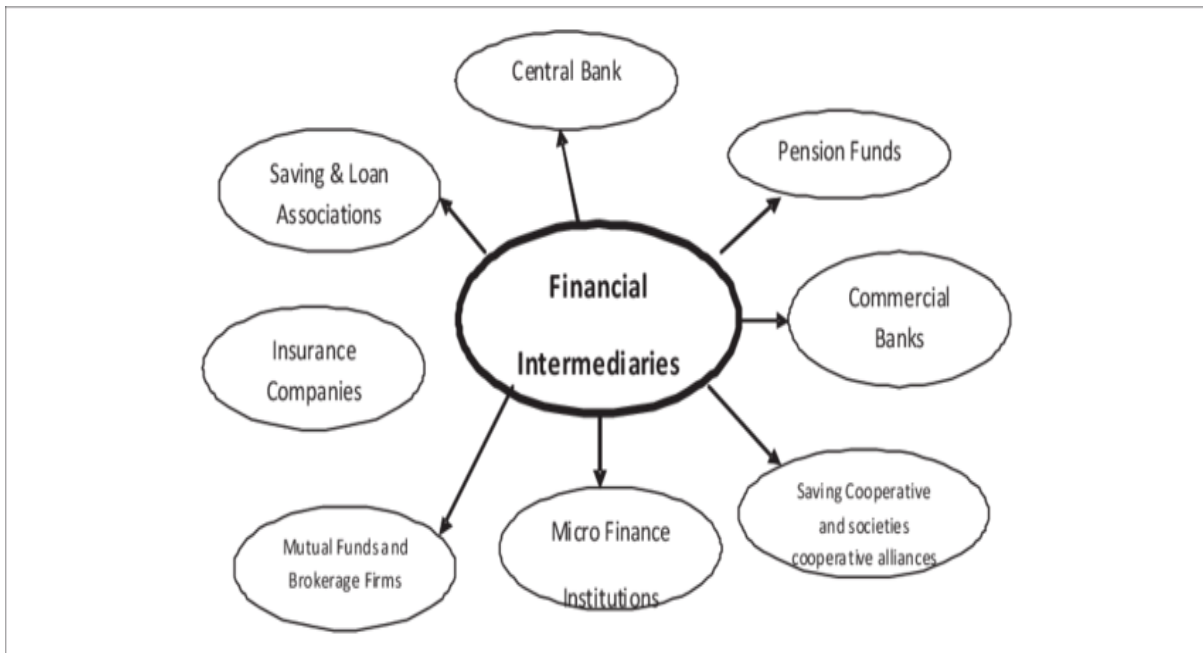 Central Bank
Pension Funds
Saving & Loan
Associations
Financial
Intermediaries
Commercial
Banks
Insurance
Companies
Saving Cooperative
and societies
cooperative alliances
Micro Finance
Institutions
Mutual Funds and
Brokerage Firms